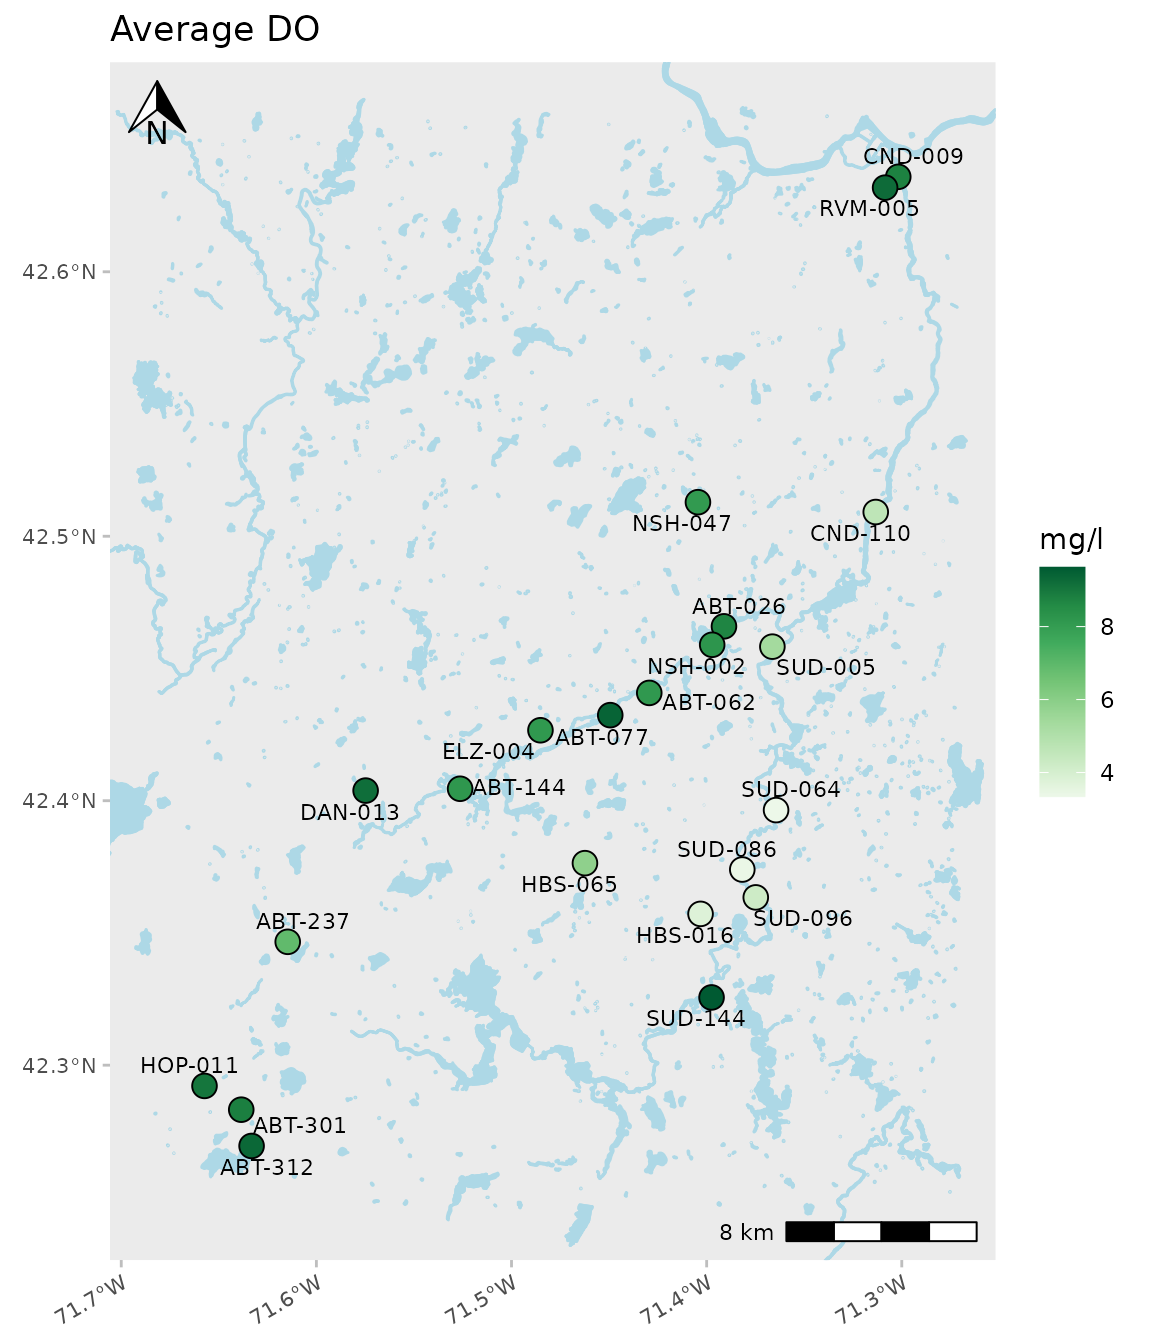 Average DO
N
CND-009
RVM-005
42.6°N
NSH-047
CND-110
42.5°N
mg/l
ABT-026
8
NSH-002
SUD-005
ABT-062
6
ABT-077
ELZ-004
4
ABT-144
SUD-064
42.4°N
DAN-013
SUD-086
HBS-065
SUD-096
ABT-237
HBS-016
SUD-144
HOP-011
42.3°N
ABT-301
ABT-312
8 km
71.7°W
71.6°W
71.5°W
71.4°W
71.3°W